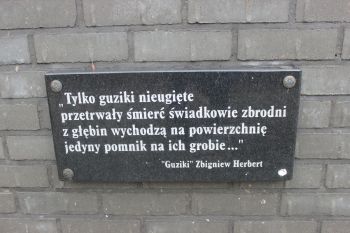 „Tylko guziki nieugięte
przetrwały śmierć świadkowie zbrodni
z głębin wychodzą na powierzchnię
jedyny pomnik na ich grobie..."
"Guziki" Zbigniew Herbert